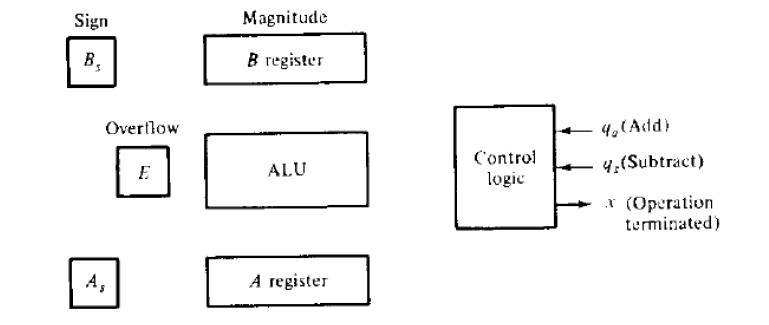 Sign
Magnitude
B_s
B register
Overflow
E
ALU
Control
logic
q_a (Add)
q_s (Subtract)
x (Operation
terminated)
A_s
A register